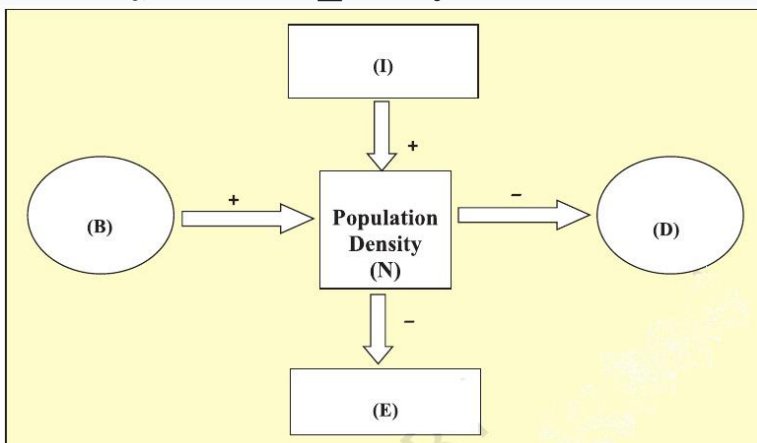 (I)
+
(B)
+
Population
Density
(N)
–
(D)
–
(E)